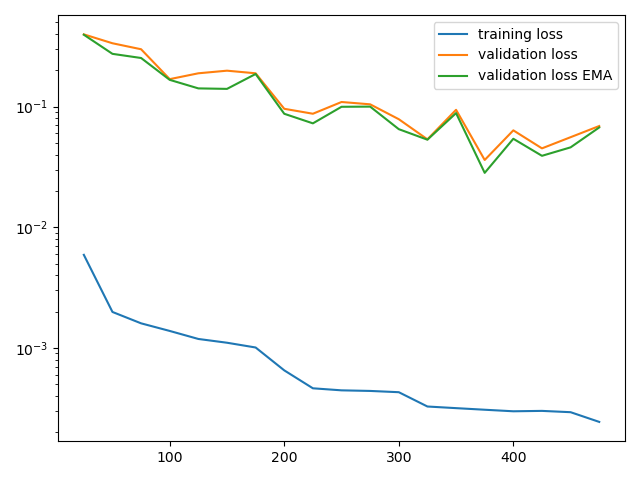 training loss
validation loss
validation loss EMA
10⁻¹
10⁻²
10⁻³
100 200 300 400